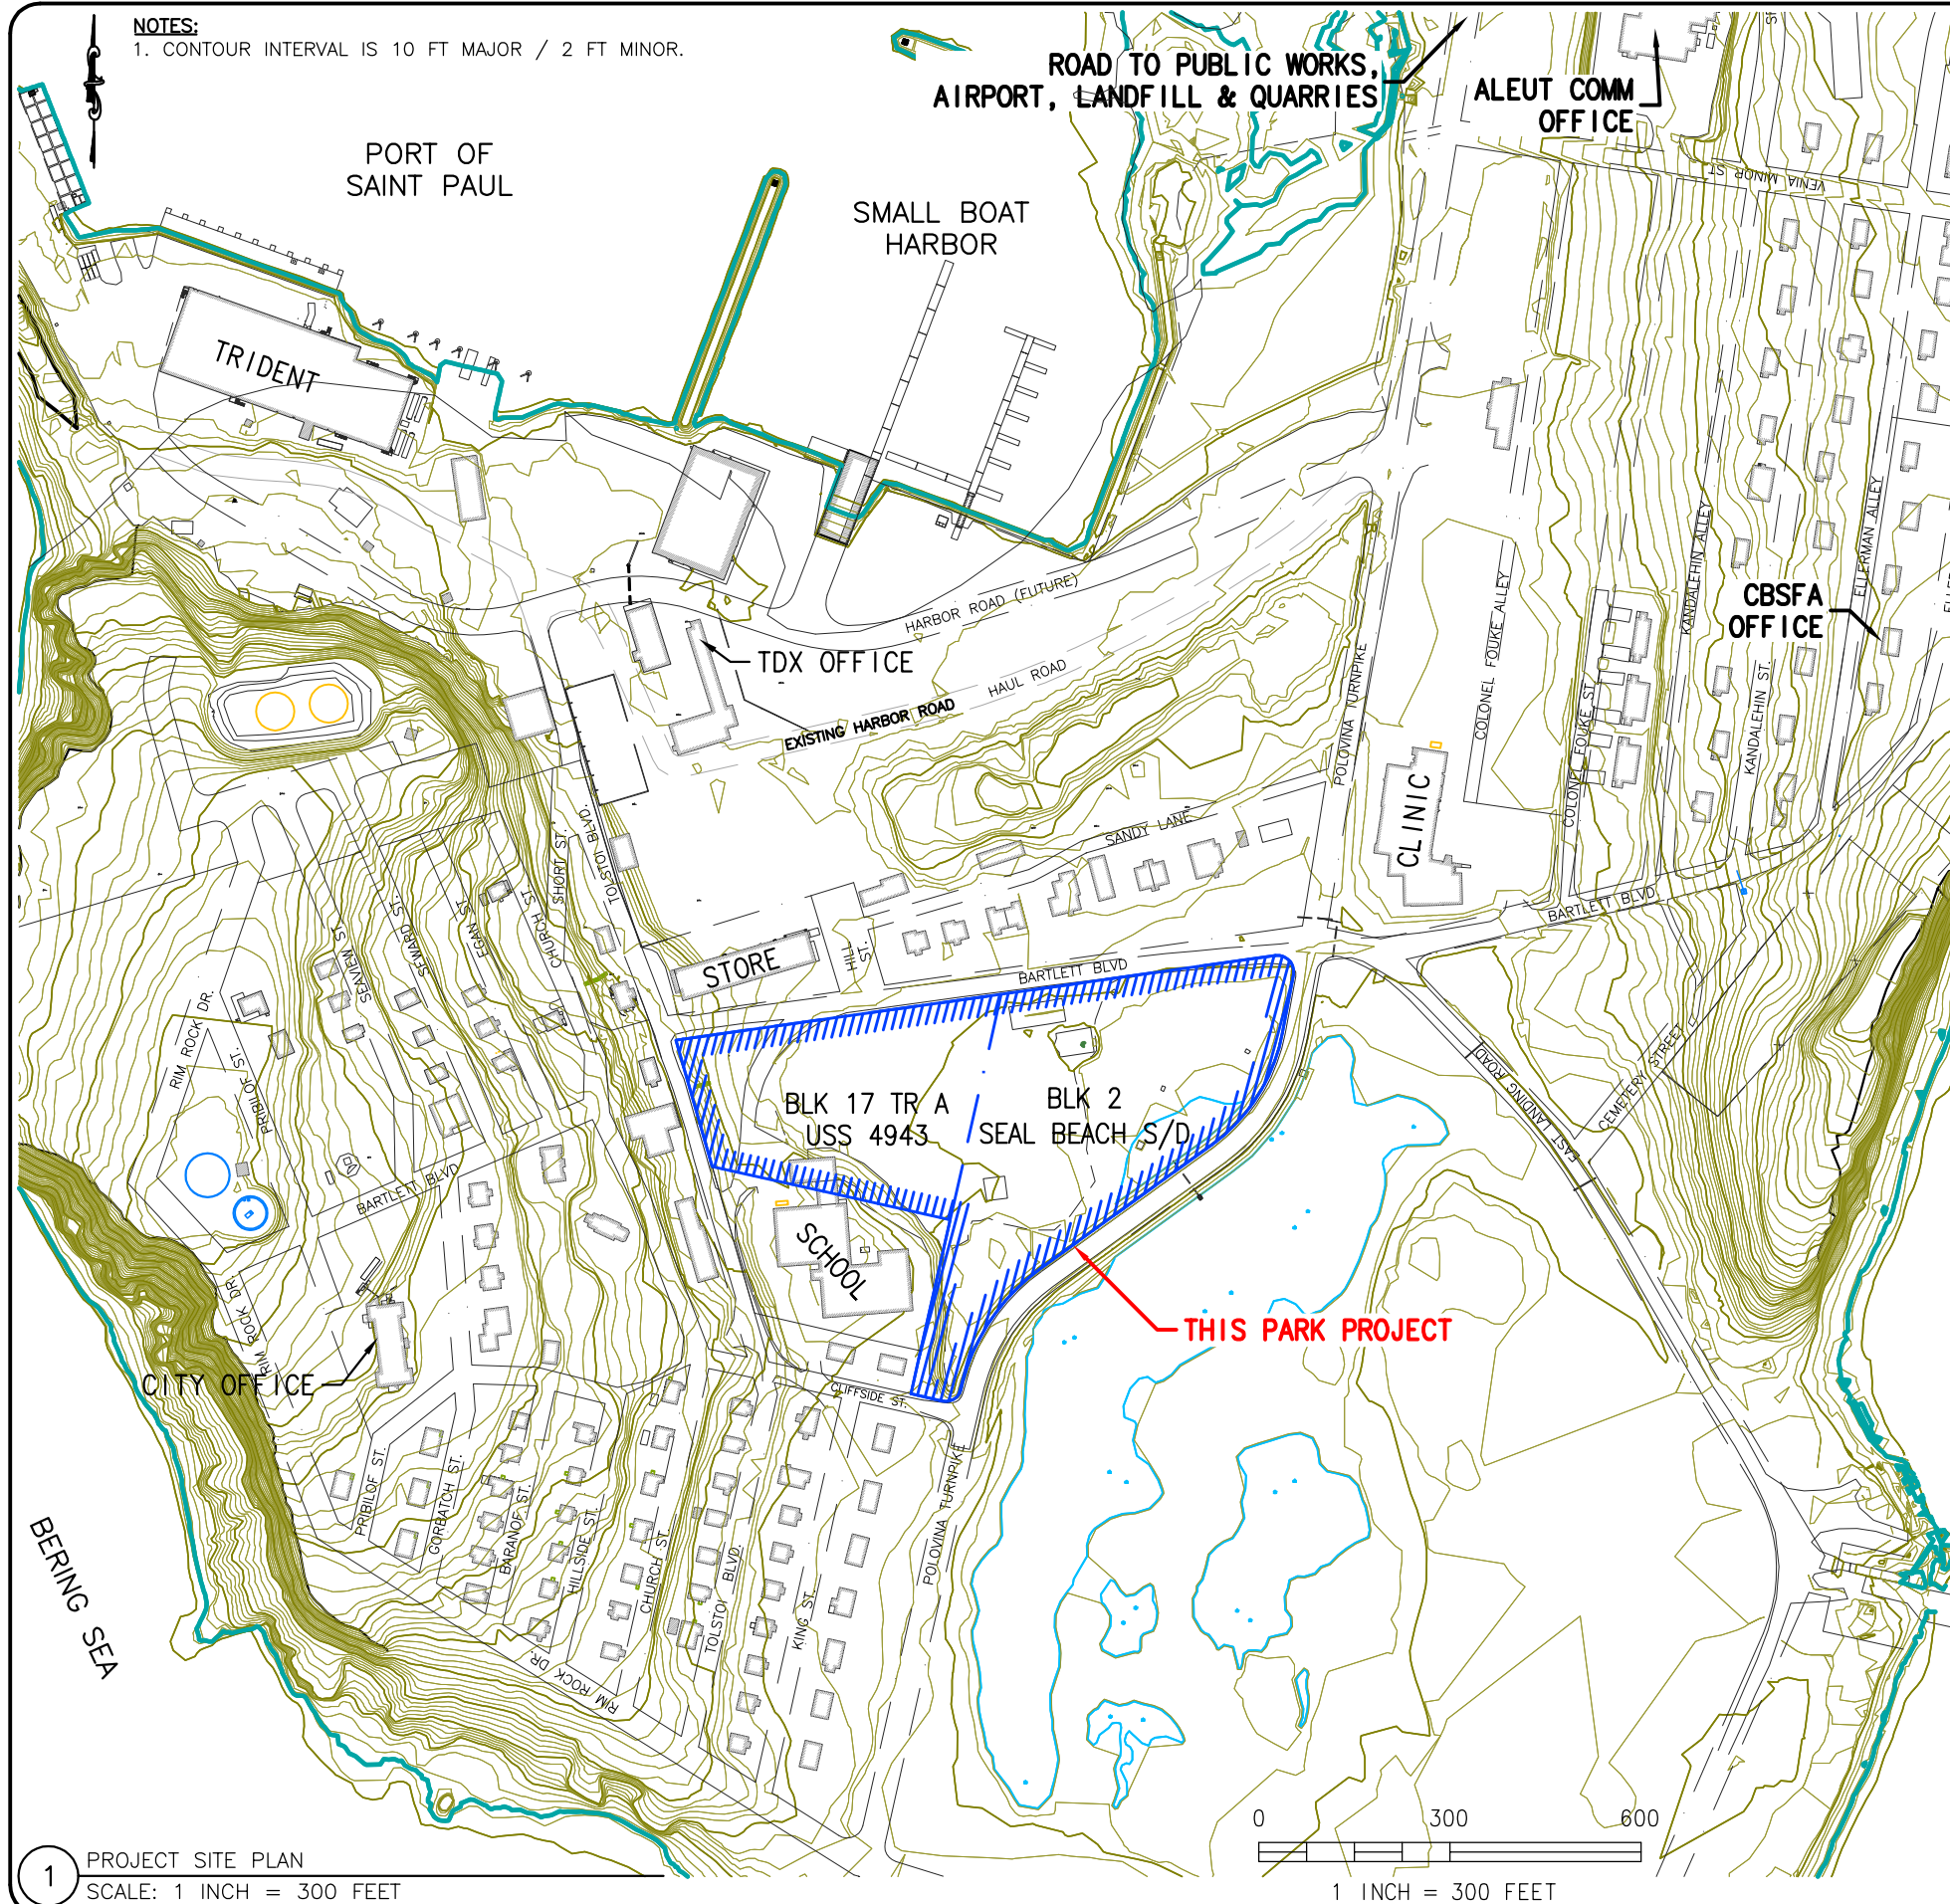 NOTES:
1. CONTOUR INTERVAL IS 10 FT MAJOR / 2 FT MINOR.
ROAD TO PUBLIC WORKS,
AIRPORT, LANDFILL & QUARRIES
ALEUT COMM
OFFICE
PORT OF
SAINT PAUL
SMALL BOAT
HARBOR
VENIA MINOR ST
TRIDENT
KANDALEHIN ALLEY
ELLERMAN ALLEY
CBSFA
OFFICE
HARBOR ROAD (FUTURE)
COLONEL FOUKE ALLEY
TDX OFFICE
HAUL ROAD
EXISTING HARBOR ROAD
POLOVINA TURNPIKE
COLONEL FOUKE ST
KANDALEHIN ST.
CLINIC
SANDY LANE
SHORT ST.
TOLSTOI BLVD.
CHURCH ST
EGAN ST
SEWARD ST.
SEAVIEW ST
BARTLETT BLVD
STORE
HILL
ST.
BARTLETT BLVD
RIM ROCK DR.
PRIBILOF ST.
BLK 17 TR A
USS 4943
BLK 2
SEAL BEACH S/D
EAST LANDING ROAD
CEMETERY STREET
BARTLETT BLVD
SCHOOL
RIM ROCK DR
THIS PARK PROJECT
CITY OFFICE
CLIFFSIDE ST.
PRIBILOF ST.
GORBATCH ST.
BARANOF ST.
HILLSIDE ST.
CHURCH ST.
TOLSTOI BLVD.
KING ST.
POLOVINA TURNPIKE
RIM ROCK DR.
BERING SEA
0 300 600
1 INCH = 300 FEET
1
PROJECT SITE PLAN
SCALE: 1 INCH = 300 FEET